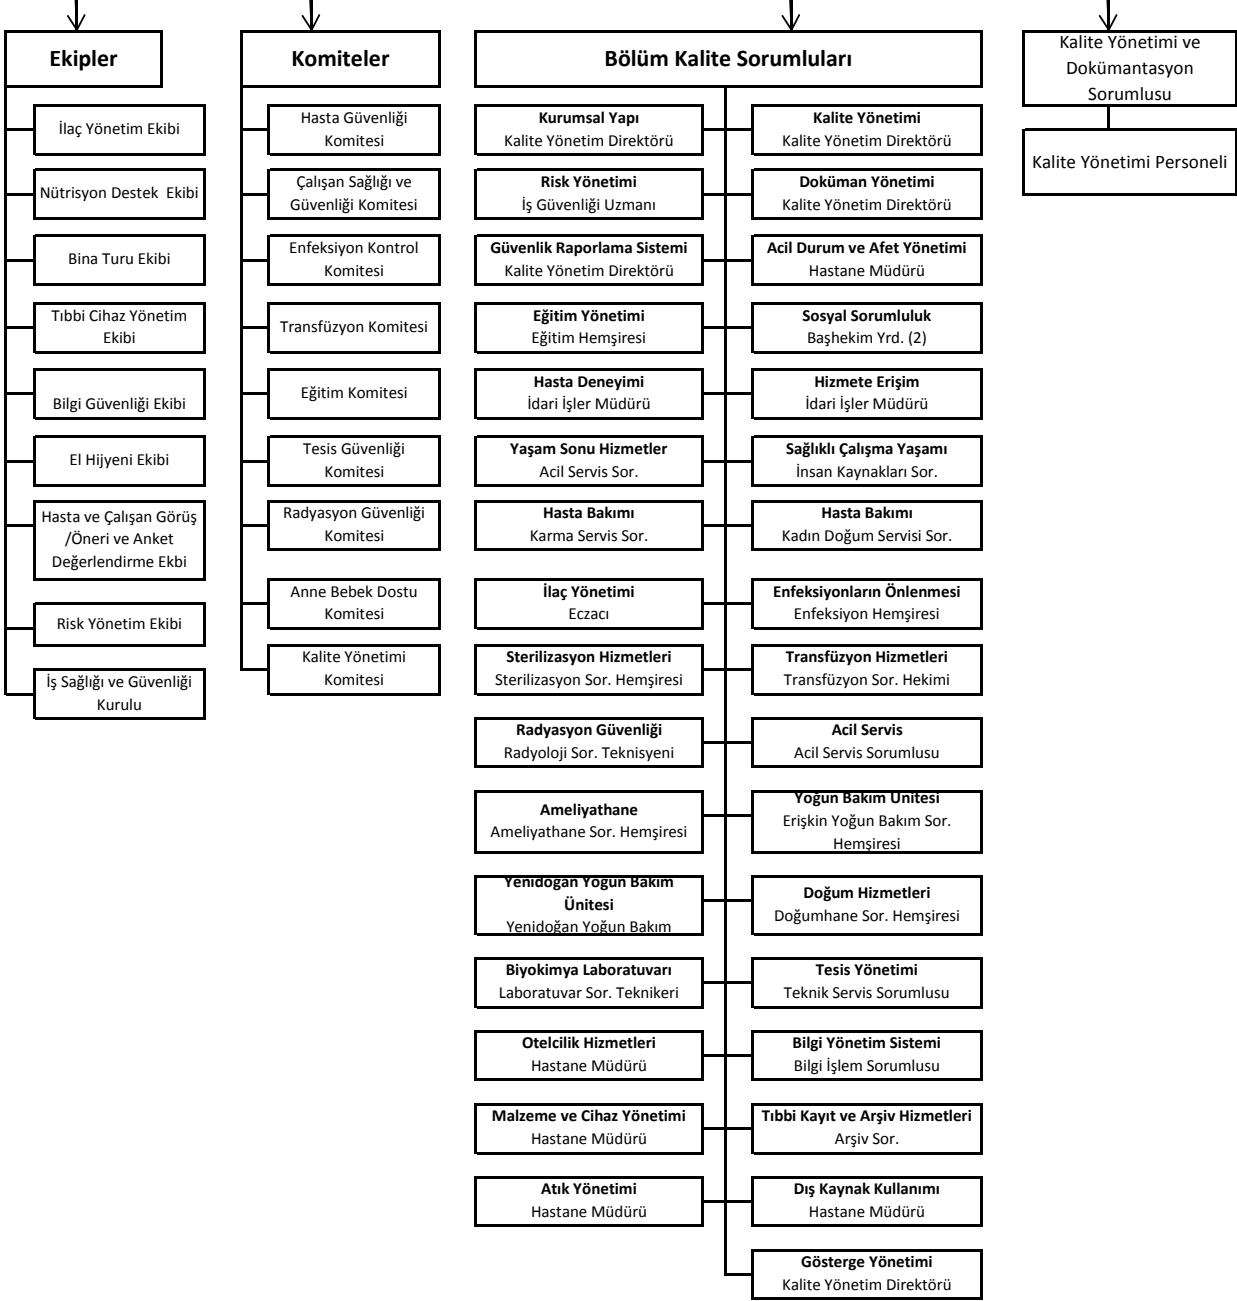 Ekipler
İlaç Yönetim Ekibi
Nütrisyon Destek Ekibi
Bina Turu Ekibi
Tıbbi Cihaz Yönetim
Ekibi
Bilgi Güvenliği Ekibi
El Hijyeni Ekibi
Hasta ve Çalışan Görüş
/Öneri ve Anket
Değerlendirme Ekbi
Risk Yönetim Ekibi
İş Sağlığı ve Güvenliği
Kurulu
Komiteler
Hasta Güvenliği
Komitesi
Çalışan Sağlığı ve
Güvenliği Komitesi
Enfeksiyon Kontrol
Komitesi
Transfüzyon Komitesi
Eğitim Komitesi
Tesis Güvenliği
Komitesi
Radyasyon Güvenliği
Komitesi
Anne Bebek Dostu
Komitesi
Kalite Yönetimi
Komitesi
Bölüm Kalite Sorumluları
Kurumsal Yapı
Kalite Yönetim Direktörü
Kalite Yönetimi
Kalite Yönetim Direktörü
Risk Yönetimi
İş Güvenliği Uzmanı
Doküman Yönetimi
Kalite Yönetim Direktörü
Güvenlik Raporlama Sistemi
Kalite Yönetim Direktörü
Acil Durum ve Afet Yönetimi
Hastane Müdürü
Eğitim Yönetimi
Eğitim Hemşiresi
Sosyal Sorumluluk
Başhekim Yrd. (2)
Hasta Deneyimi
İdari İşler Müdürü
Hizmete Erişim
İdari İşler Müdürü
Yaşam Sonu Hizmetler
Acil Servis Sor.
Sağlıklı Çalışma Yaşamı
İnsan Kaynakları Sor.
Hasta Bakımı
Karma Servis Sor.
Hasta Bakımı
Kadın Doğum Servisi Sor.
İlaç Yönetimi
Eczacı
Enfeksiyonların Önlenmesi
Enfeksiyon Hemşiresi
Sterilizasyon Hizmetleri
Sterilizasyon Sor. Hemşiresi
Transfüzyon Hizmetleri
Transfüzyon Sor. Hekimi
Radyasyon Güvenliği
Radyoloji Sor. Teknisyeni
Acil Servis
Acil Servis Sorumlusu
Ameliyathane
Ameliyathane Sor. Hemşiresi
Yoğun Bakım Ünitesi
Erişkin Yoğun Bakım Sor.
Hemşiresi
Yenidoğan Yoğun Bakım
Ünitesi
Yenidoğan Yoğun Bakım
Doğum Hizmetleri
Doğumhane Sor. Hemşiresi
Biyokimya Laboratuvarı
Laboratuvar Sor. Teknikeri
Tesis Yönetimi
Teknik Servis Sorumlusu
Otelcilik Hizmetleri
Hastane Müdürü
Bilgi Yönetim Sistemi
Bilgi İşlem Sorumlusu
Malzeme ve Cihaz Yönetimi
Hastane Müdürü
Tıbbi Kayıt ve Arşiv Hizmetleri
Arşiv Sor.
Atık Yönetimi
Hastane Müdürü
Dış Kaynak Kullanımı
Hastane Müdürü
Gösterge Yönetimi
Kalite Yönetim Direktörü
Kalite Yönetimi ve
Dokümantasyon
Sorumlusu
Kalite Yönetimi Personeli